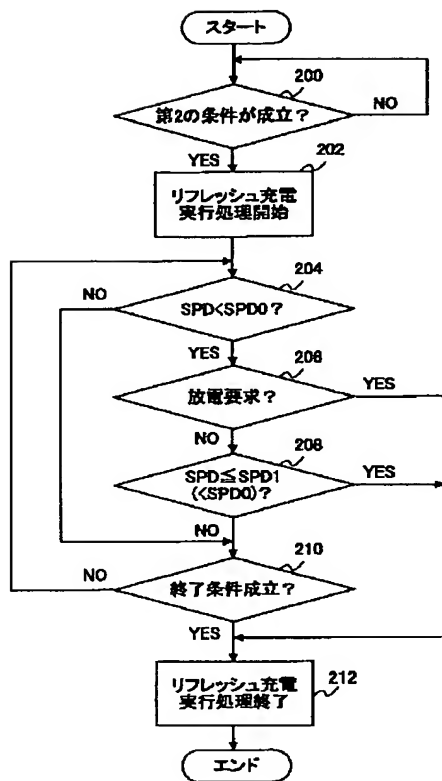 スタート
200
第2の条件が成立?
NO
YES
202
リフレッシュ充電
実行処理開始
204
NO
SPD<SPD0?
YES
206
放電要求?
YES
NO
208
SPD≦SPD1
(<SPD0)?
YES
NO
210
NO
終了条件成立?
YES
リフレッシュ充電
実行処理終了
212
エンド